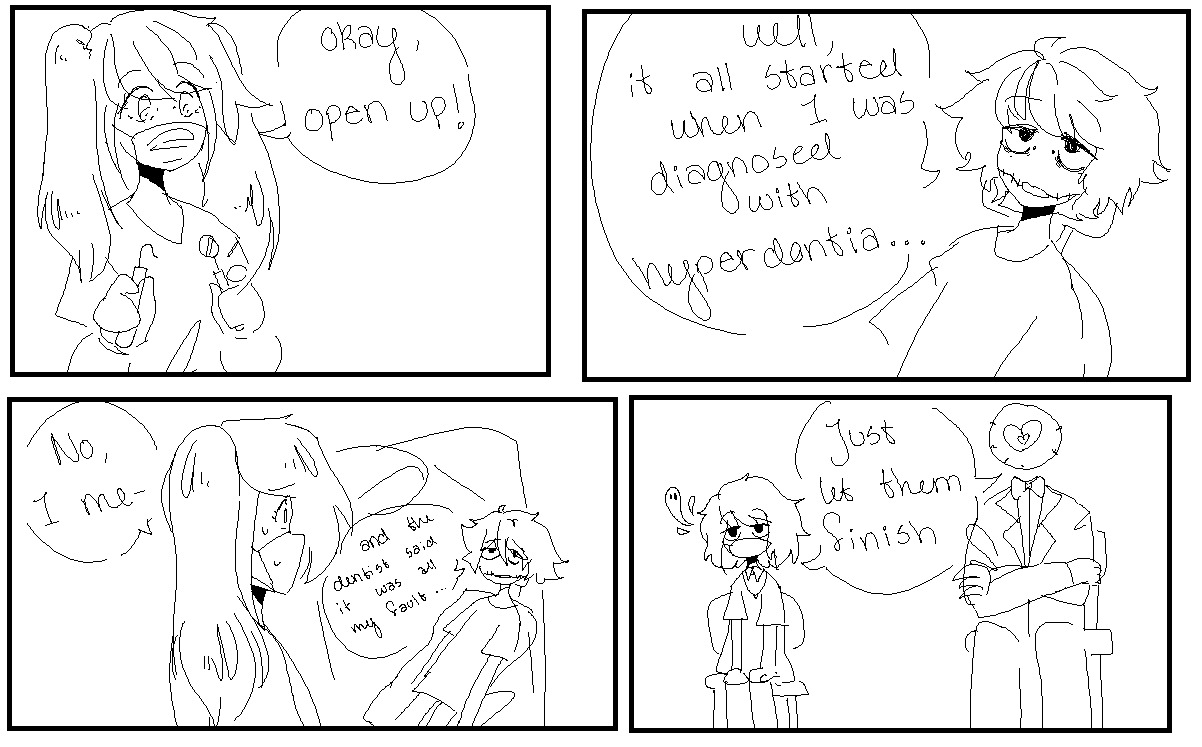 okay,
open up!
well,
it all started
when I was
diagnosed
with
hyperdentia...
No,
I me-
and the
dentist said
it was all
my fault...
Just
let them
finish